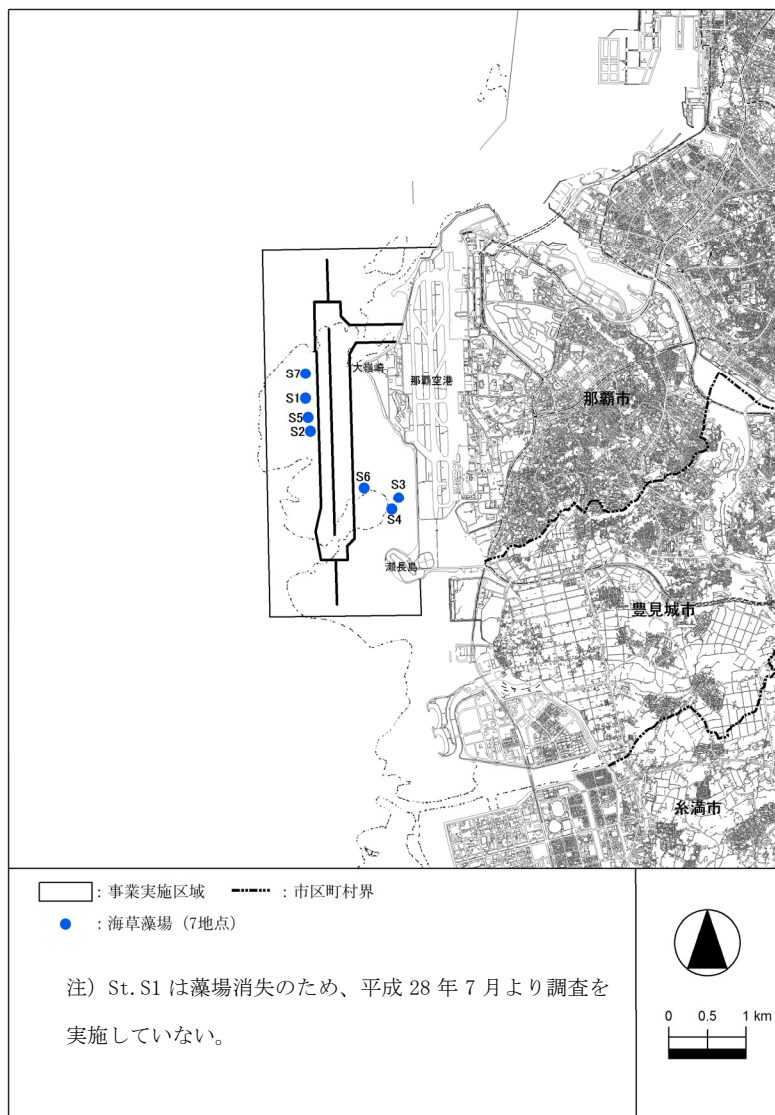 大嶺崎
那覇空港
那覇市
S7
S1
S5
S2
S6
S3
S4
瀬長島
豊見城市
糸満市
：事業実施区域
：市区町村界
：海草藻場（7地点）
注）St.S1 は藻場消失のため、平成 28 年 7 月より調査を
実施していない。
0 0.5 1 km